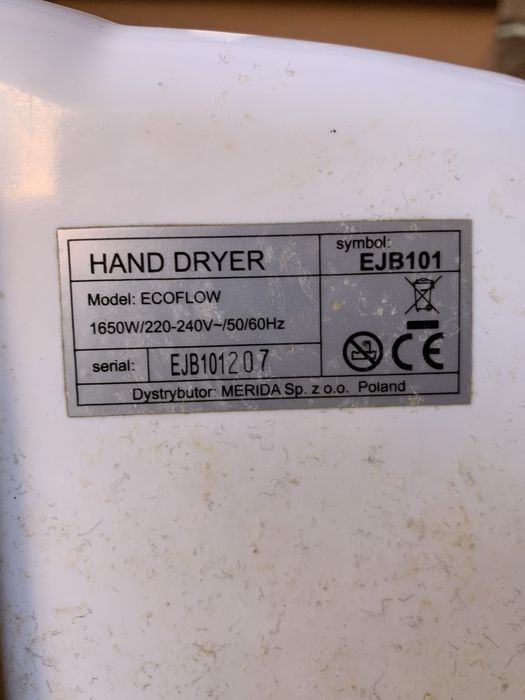 HAND DRYER
symbol:
EJB101
Model: ECOFLOW
1650W/220-240V~/50/60Hz
CE
serial: EJB101207
Dystrybutor: MERIDA Sp. z o.o. Poland